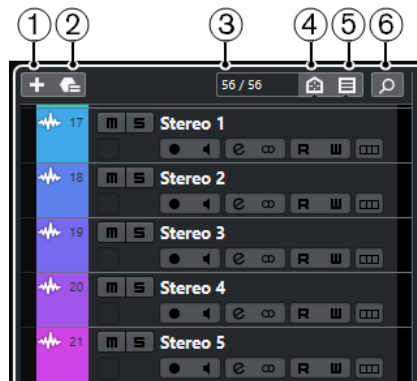 1 2 3 4 5 6
56 / 56
17 m S Stereo 1
e R W
18 m S Stereo 2
e R W
19 m S Stereo 3
e R W
20 m S Stereo 4
e R W
21 m S Stereo 5
e R W